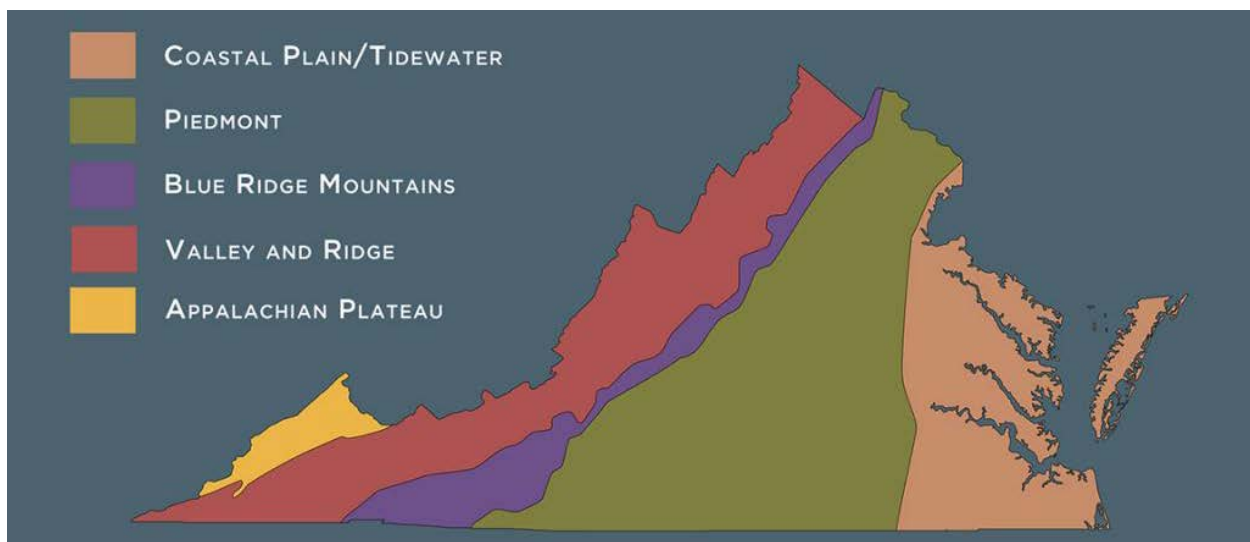 Coastal Plain/Tidewater
Piedmont
Blue Ridge Mountains
Valley and Ridge
Appalachian Plateau